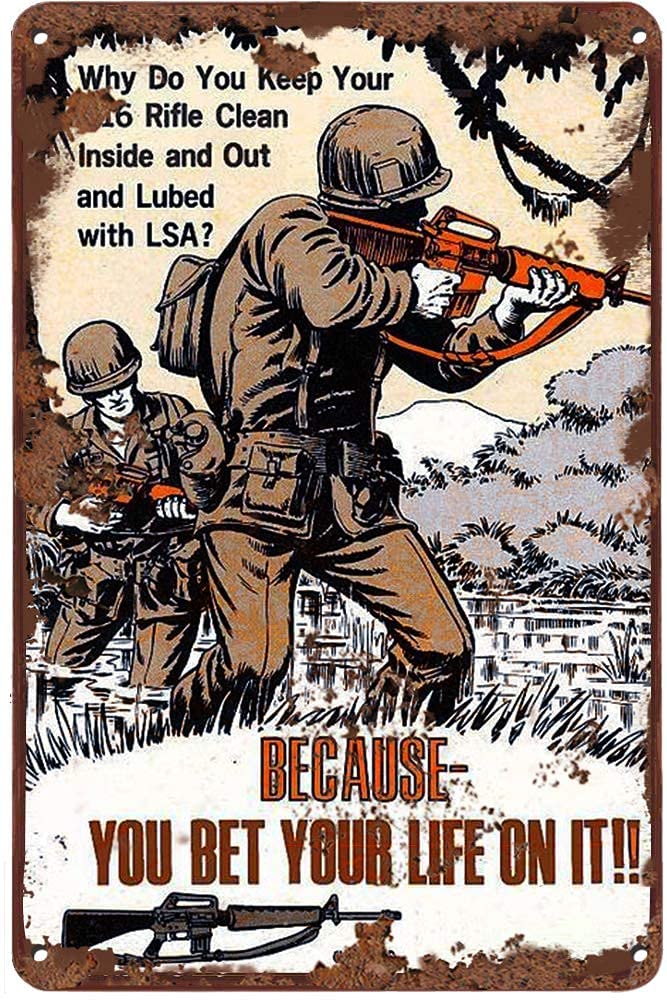 Why Do You Keep Your
16 Rifle Clean
Inside and Out
and Lubed
with LSA?
BECAUSE-
YOU BET YOUR LIFE ON IT!!